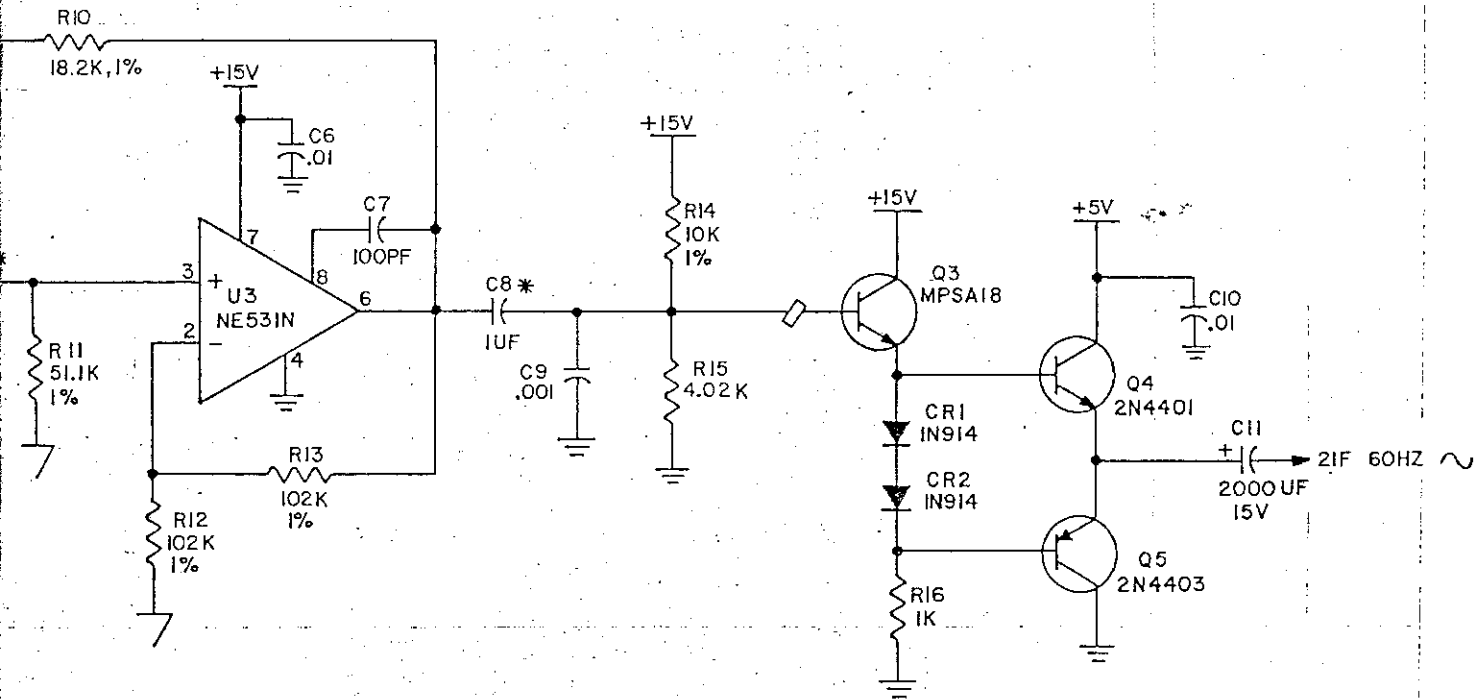 R10
18.2K, 1%
+15V
C6
.01
C7
100PF
7
8
3
+
U3
NE531N
6
2
-
4
R11
51.1K
1%
*
R13
102K
1%
R12
102K
1%
C8*
1UF
C9
.001
+15V
R14
10K
1%
R15
4.02K
+15V
Q3
MPSA18
+5V
C10
.01
Q4
2N4401
CR1
1N914
CR2
1N914
+
C11
2000UF
15V
21F 60HZ ~
Q5
2N4403
R16
1K